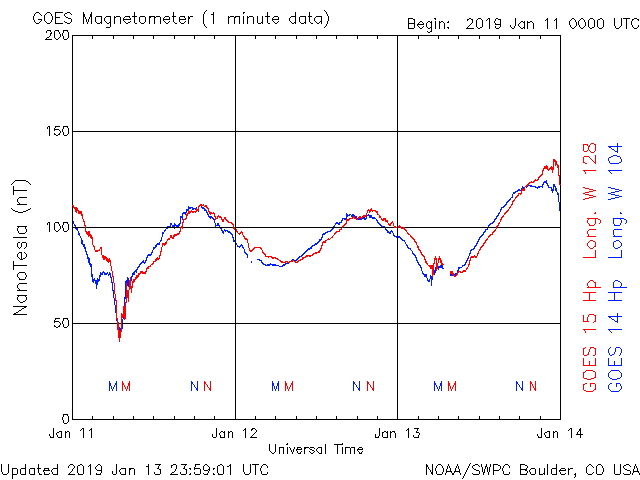 GOES Magnetometer (1 minute data)
Begin: 2019 Jan 11 0000 UTC
200
150
100
50
0
NanoTesla (nT)
M M N N M M N N M M N N
Jan 11 Jan 12 Jan 13 Jan 14
Universal Time
GOES 15 Hp Long. W 128
GOES 14 Hp Long. W 104
Updated 2019 Jan 13 23:59:01 UTC
NOAA/SWPC Boulder, CO USA